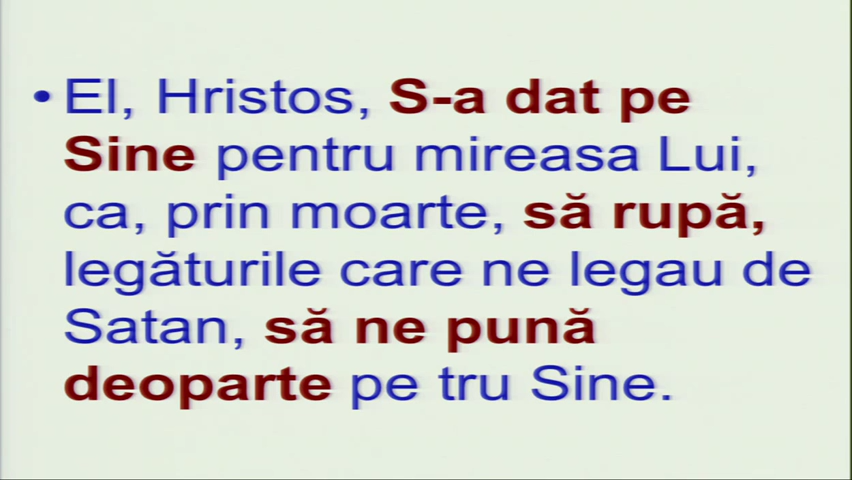 • El, Hristos, S-a dat pe
Sine pentru mireasa Lui,
ca, prin moarte, să rupă,
legăturile care ne legau de
Satan, să ne pună
deoparte pe tru Sine.